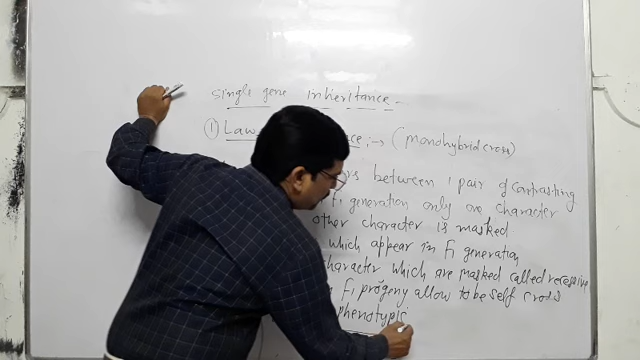 single gene inheritance
① Law ce :→ (monohybrid cross)
rs between 1 pair of contrasting
F1 generation only one character
other character is masked
which appear in F1 generation
character, which are masked called recessive
F1 progeny allow to be self cross
phenotypic